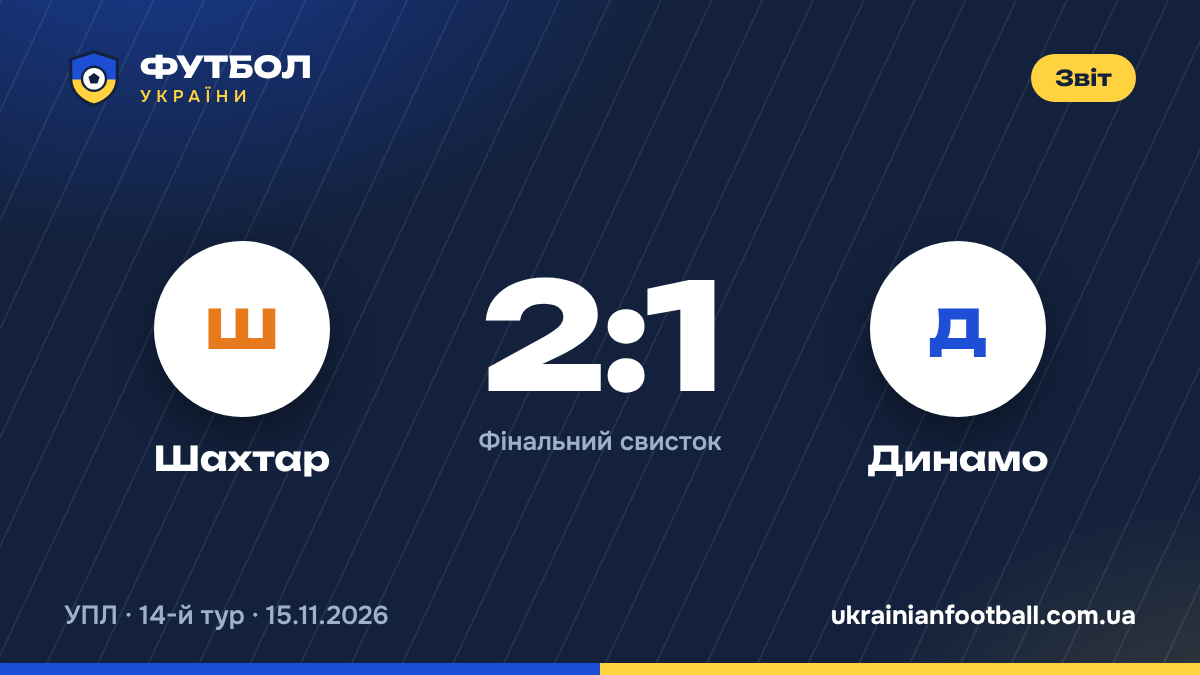 ФУТБОЛ
УКРАЇНИ
Звіт
Ш
2:1
Д
Фінальний свисток
Шахтар
Динамо
УПЛ · 14-й тур · 15.11.2026
ukrainianfootball.com.ua